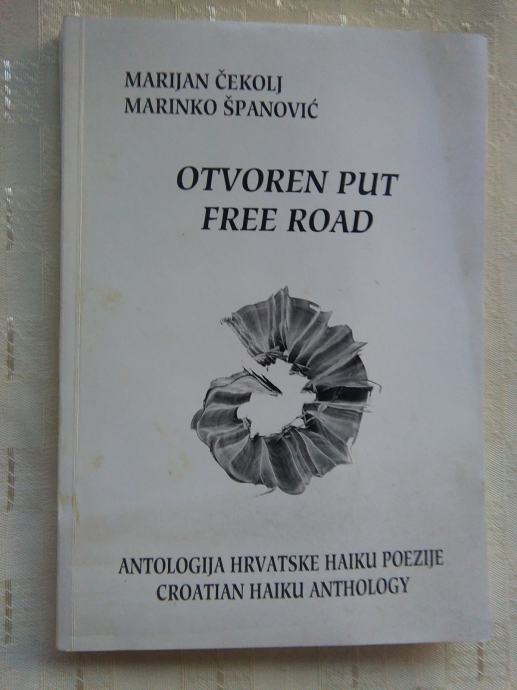 MARIJAN ČEKOLJ
MARINKO ŠPANOVIĆ
OTVOREN PUT
FREE ROAD
ANTOLOGIJA HRVATSKE HAIKU POEZIJE
CROATIAN HAIKU ANTHOLOGY